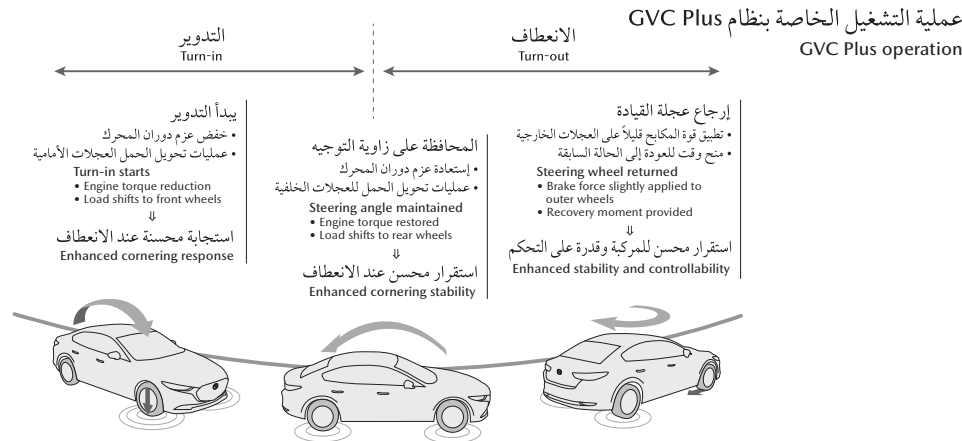 عملية التشغيل الخاصة بنظام GVC Plus
GVC Plus operation
التدوير
Turn-in
الانعطاف
Turn-out
يبدأ التدوير
• خفض عزم دوران المحرك
• عمليات تحويل الحمل العجلات الأمامية
Turn-in starts
• Engine torque reduction
• Load shifts to front wheels
⇓
استجابة محسنة عند الانعطاف
Enhanced cornering response
المحافظة على زاوية التوجيه
• إستعادة عزم دوران المحرك
• عمليات تحويل الحمل للعجلات الخلفية
Steering angle maintained
• Engine torque restored
• Load shifts to rear wheels
⇓
استقرار محسن عند الانعطاف
Enhanced cornering stability
إرجاع عجلة القيادة
• تطبيق قوة المكابح قليلاً على العجلات الخارجية
• منح وقت للعودة إلى الحالة السابقة
Steering wheel returned
• Brake force slightly applied to
outer wheels
• Recovery moment provided
⇓
استقرار محسن للمركبة وقدرة على التحكم
Enhanced stability and controllability